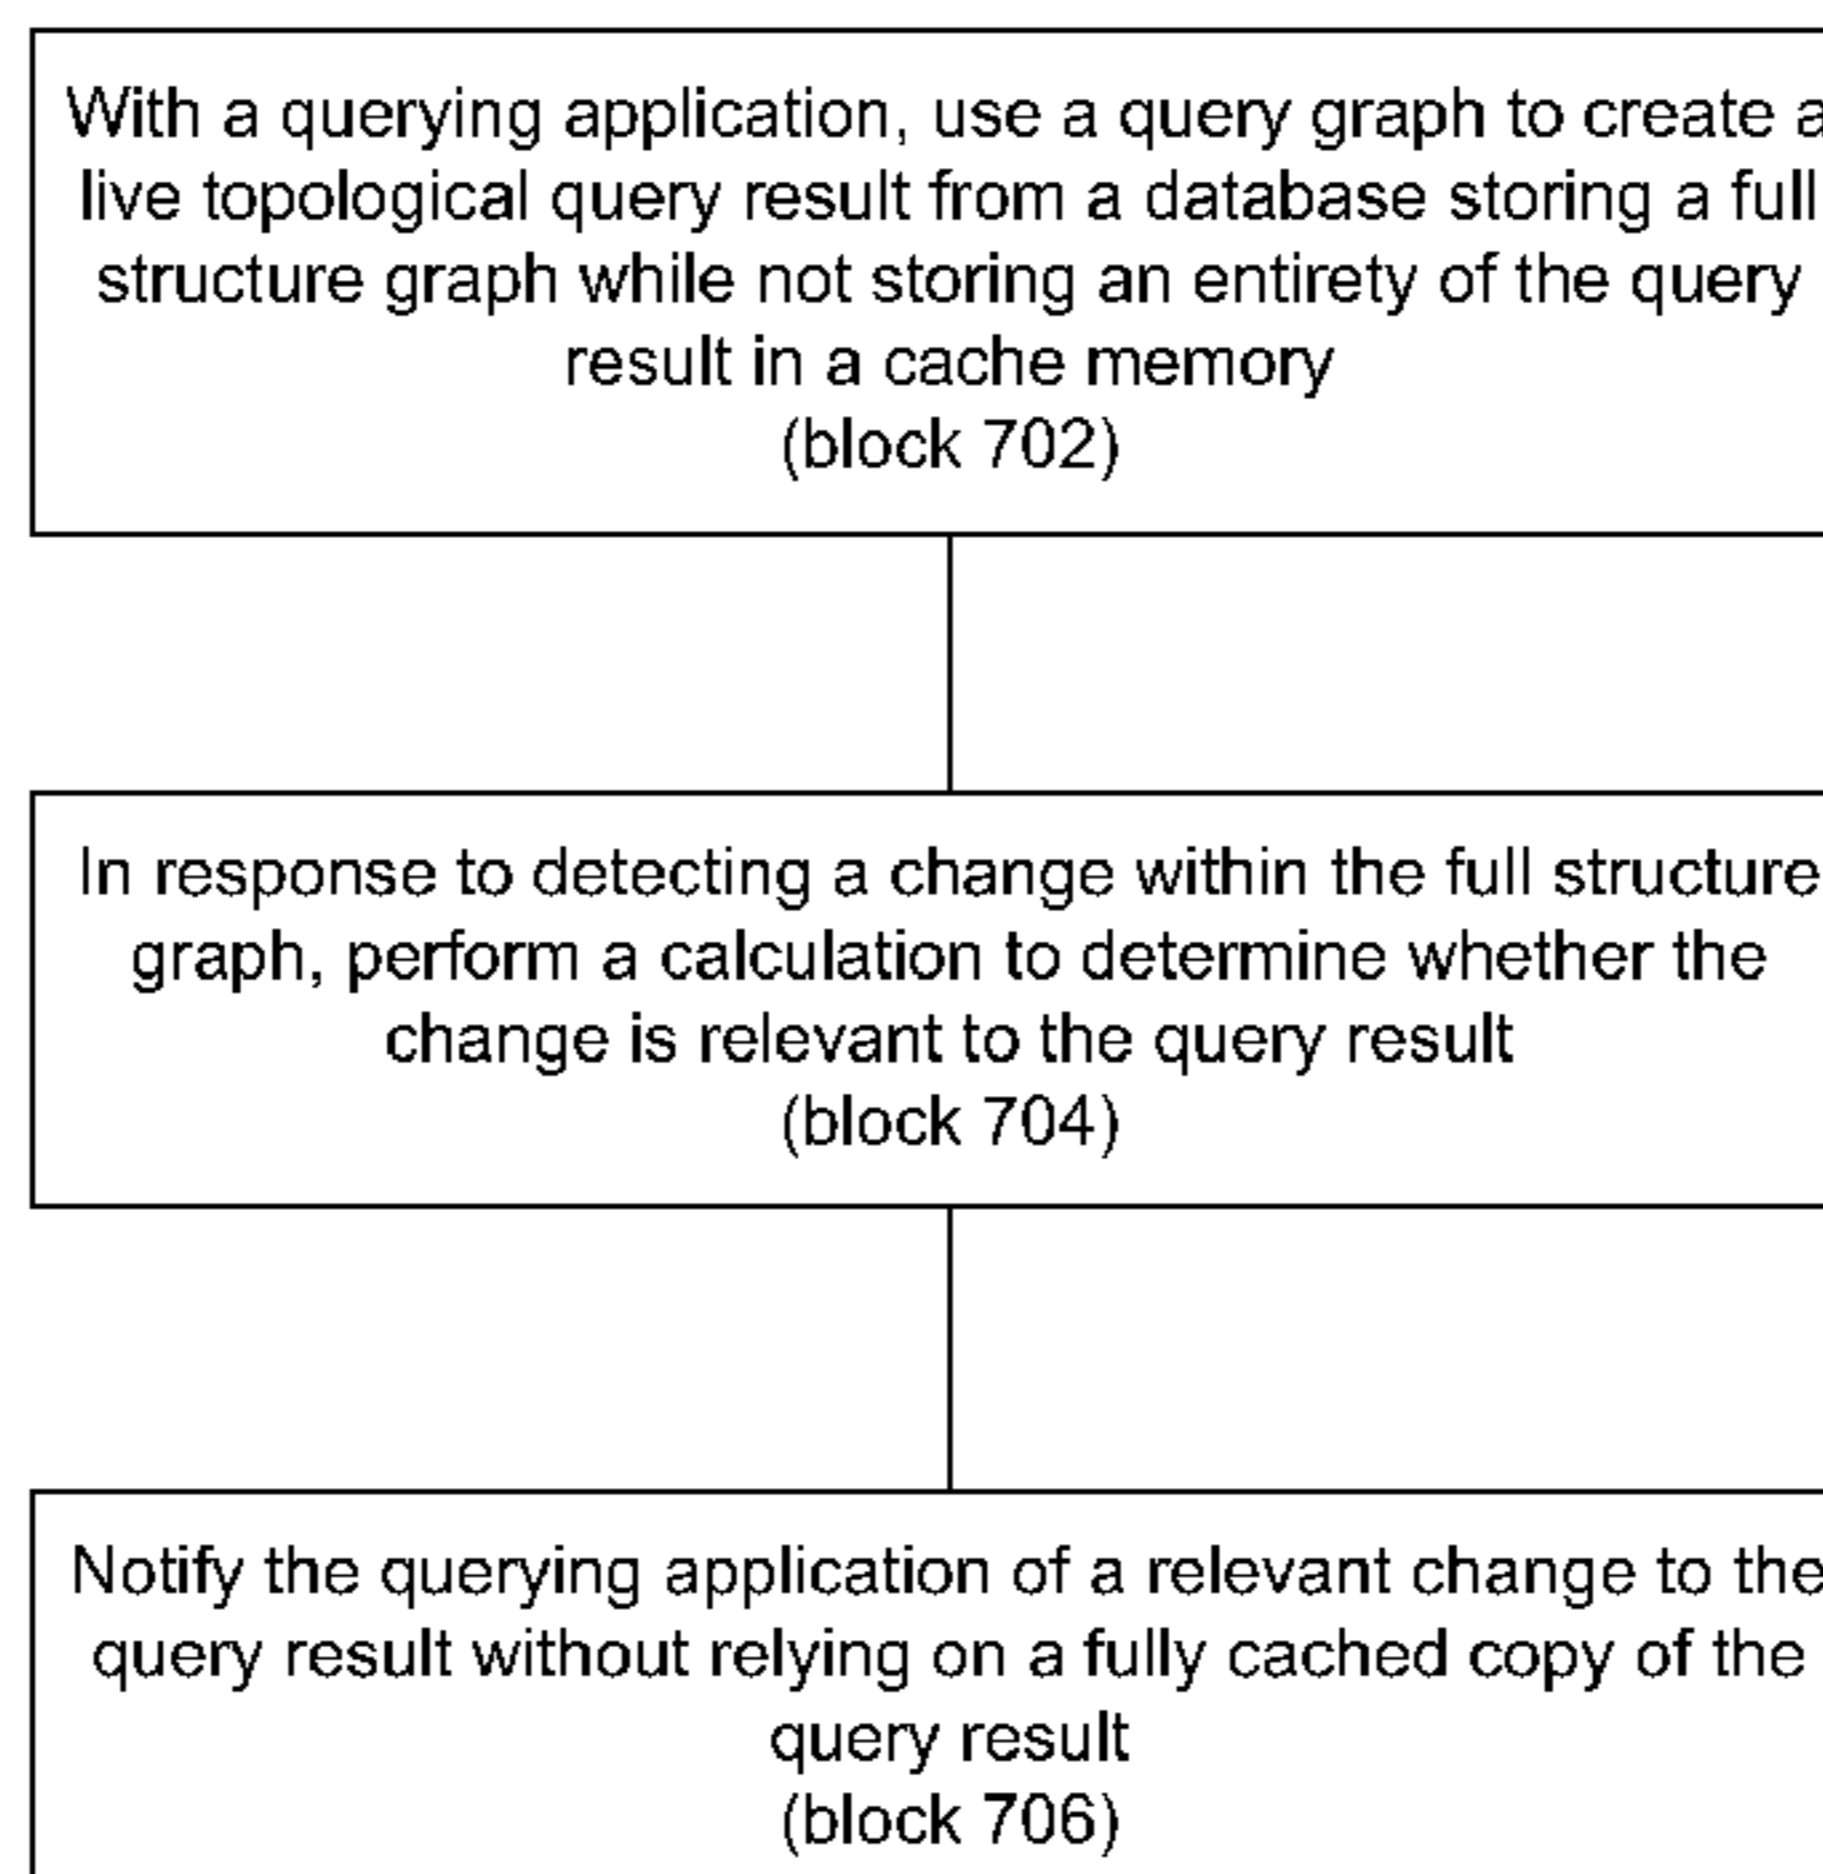 With a querying application, use a query graph to create a
live topological query result from a database storing a full
structure graph while not storing an entirety of the query
result in a cache memory
(block 702)
In response to detecting a change within the full structure
graph, perform a calculation to determine whether the
change is relevant to the query result
(block 704)
Notify the querying application of a relevant change to the
query result without relying on a fully cached copy of the
query result
(block 706)